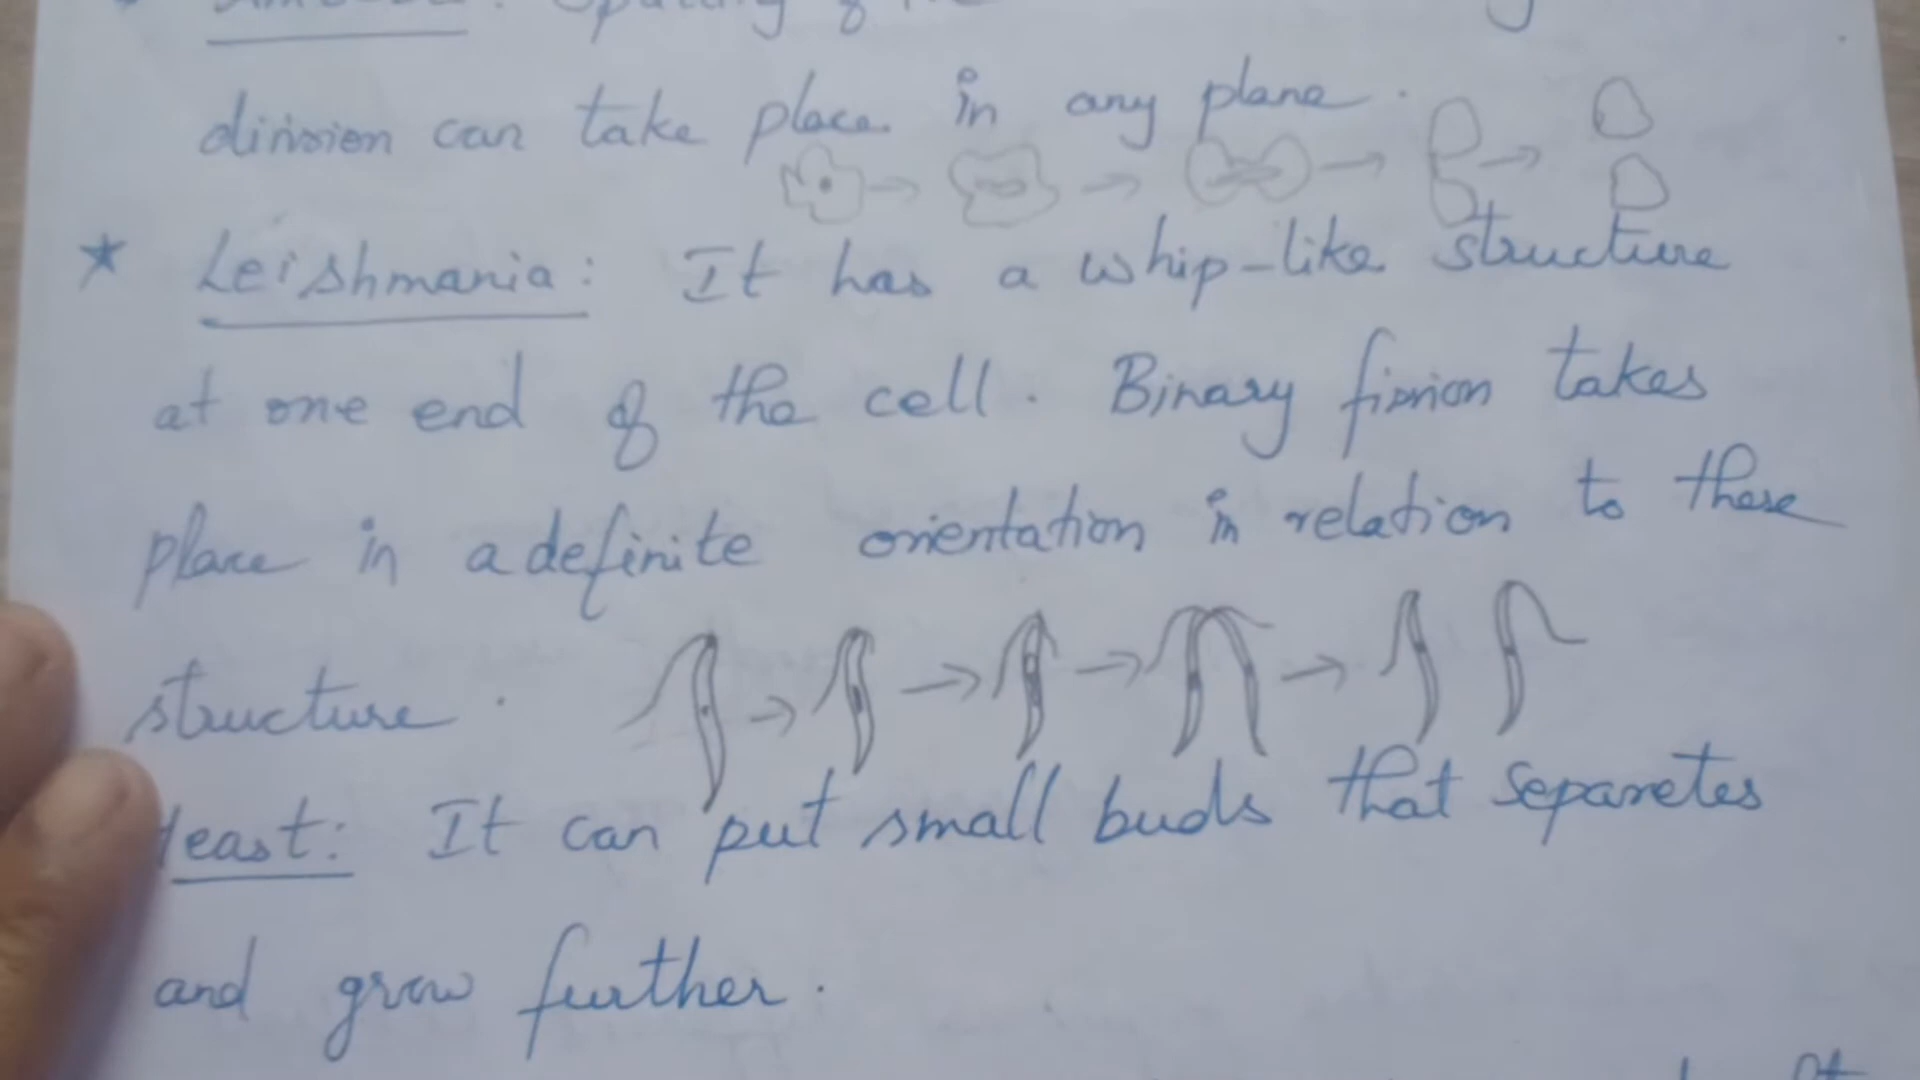 division can take place in any plane.
* Leishmania: It has a whip-like structure
at one end of the cell. Binary fission takes
place in a definite orientation in relation to these
structure.
Yeast: It can put small buds that separetes
and grow further.